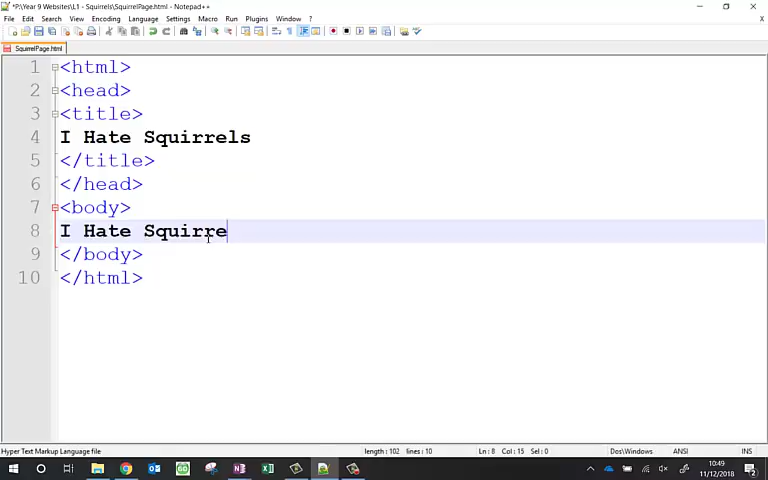 *P:\Year 9 Websites\L1 - Squirrels\SquirrelPage.html - Notepad++
File Edit Search View Encoding Language Settings Macro Run Plugins Window ?
X
SquirrelPage.html
1 <html>
2 <head>
3 <title>
4 I Hate Squirrels
5 </title>
6 </head>
7 <body>
8 I Hate Squirre
9 </body>
10 </html>
Hyper Text Markup Language file length : 102 lines : 10 Ln : 8 Col : 15 Sel : 0 Dos\Windows ANSI INS
10:49
11/12/2018